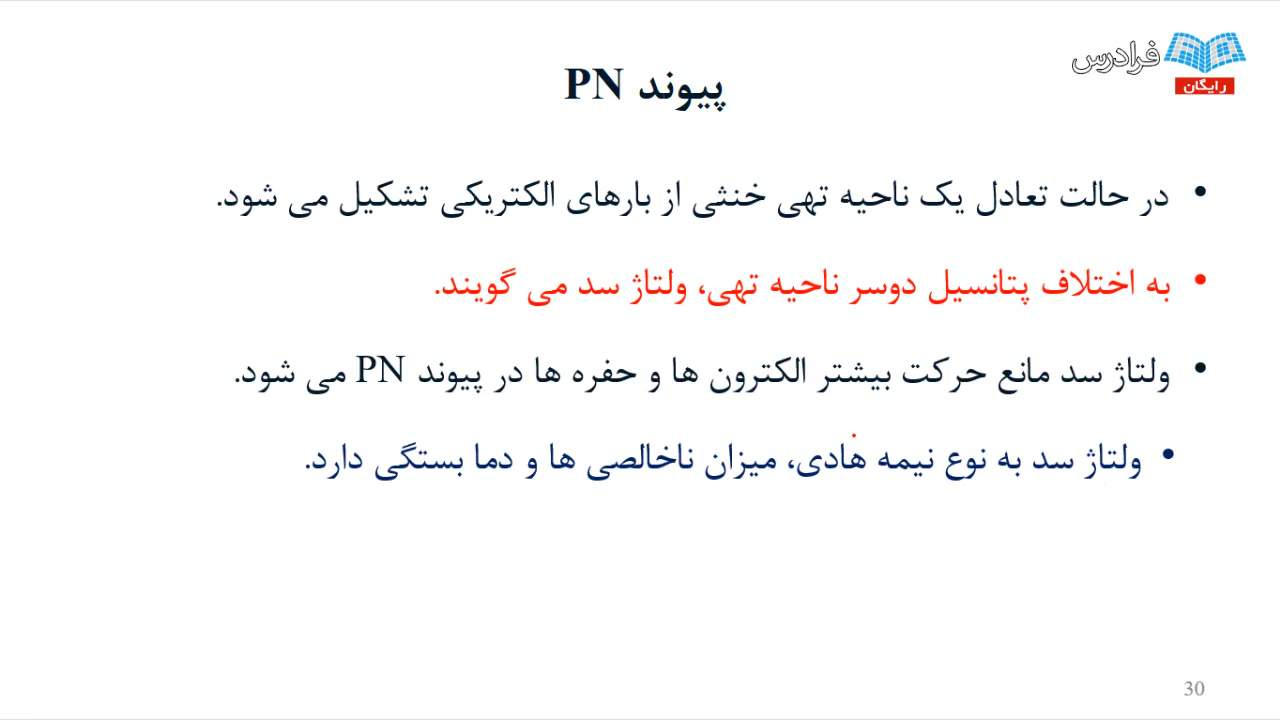 فرادرس
رایگان
پیوند PN
• در حالت تعادل یک ناحیه تهی خنثی از بارهای الکتریکی تشکیل می شود.
• به اختلاف پتانسیل دوسر ناحیه تهی، ولتاژ سد می گویند.
• ولتاژ سد مانع حرکت بیشتر الکترون ها و حفره ها در پیوند PN می شود.
• ولتاژ سد به نوع نیمه هادی، میزان ناخالصی ها و دما بستگی دارد.
30